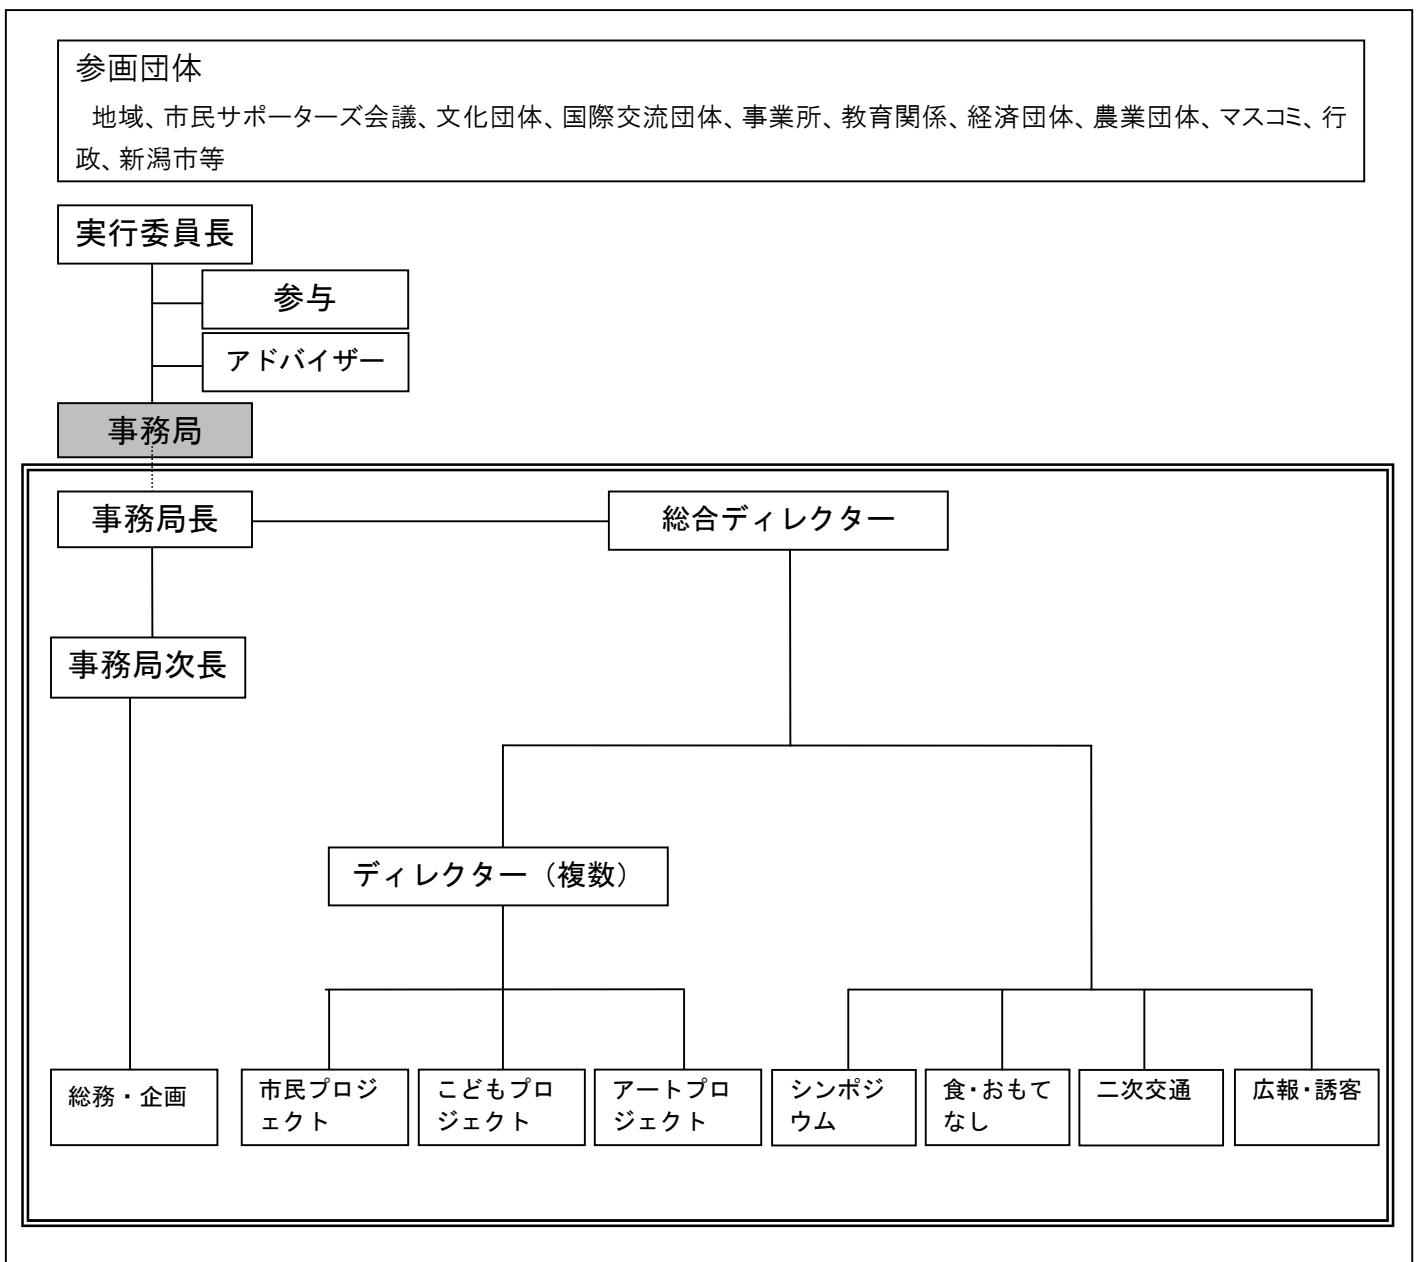 参画団体
地域、市民サポーターズ会議、文化団体、国際交流団体、事業所、教育関係、経済団体、農業団体、マスコミ、行
政、新潟市等
実行委員長
参与
アドバイザー
事務局
事務局長
総合ディレクター
事務局次長
ディレクター（複数）
総務・企画
市民プロジ
ェクト
こどもプロ
ジェクト
アートプロ
ジェクト
シンポジ
ウム
食・おもて
なし
二次交通
広報・誘客